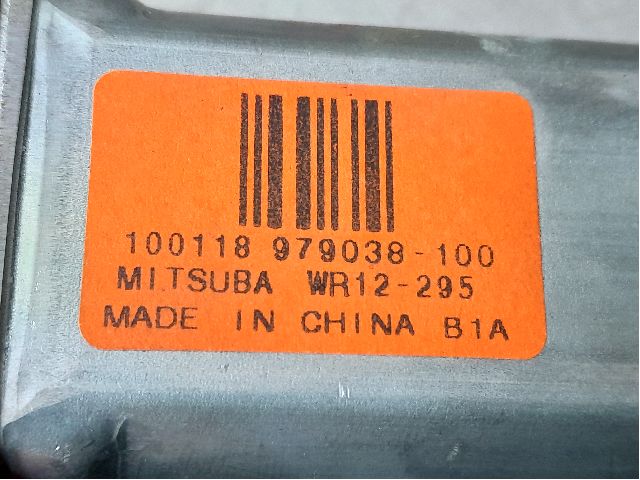 100118 979038-100
MITSUBA WR12-295
MADE IN CHINA B1A